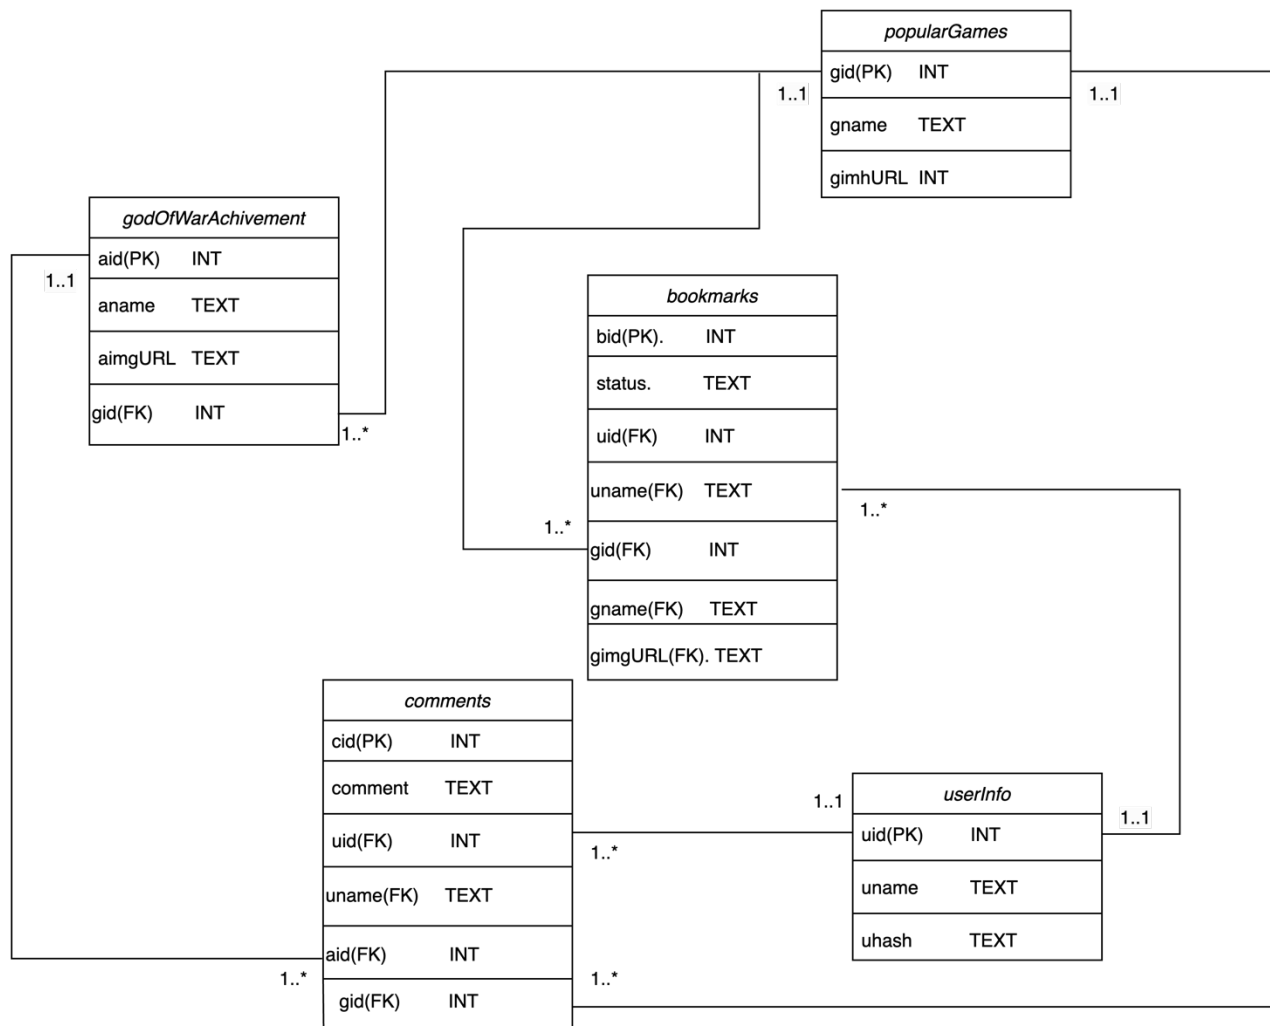 popularGames
gid(PK) INT
1..1
1..1
gname TEXT
gimhURL INT
godOfWarAchivement
aid(PK) INT
1..1
aname TEXT
aimgURL TEXT
gid(FK) INT
1..*
bookmarks
bid(PK). INT
status. TEXT
uid(FK) INT
uname(FK) TEXT
1..*
1..*
gid(FK) INT
gname(FK) TEXT
gimgURL(FK). TEXT
comments
cid(PK) INT
comment TEXT
uid(FK) INT
1..*
uname(FK) TEXT
aid(FK) INT
1..*
1..*
gid(FK) INT
userInfo
1..1
1..1
uid(PK) INT
uname TEXT
uhash TEXT